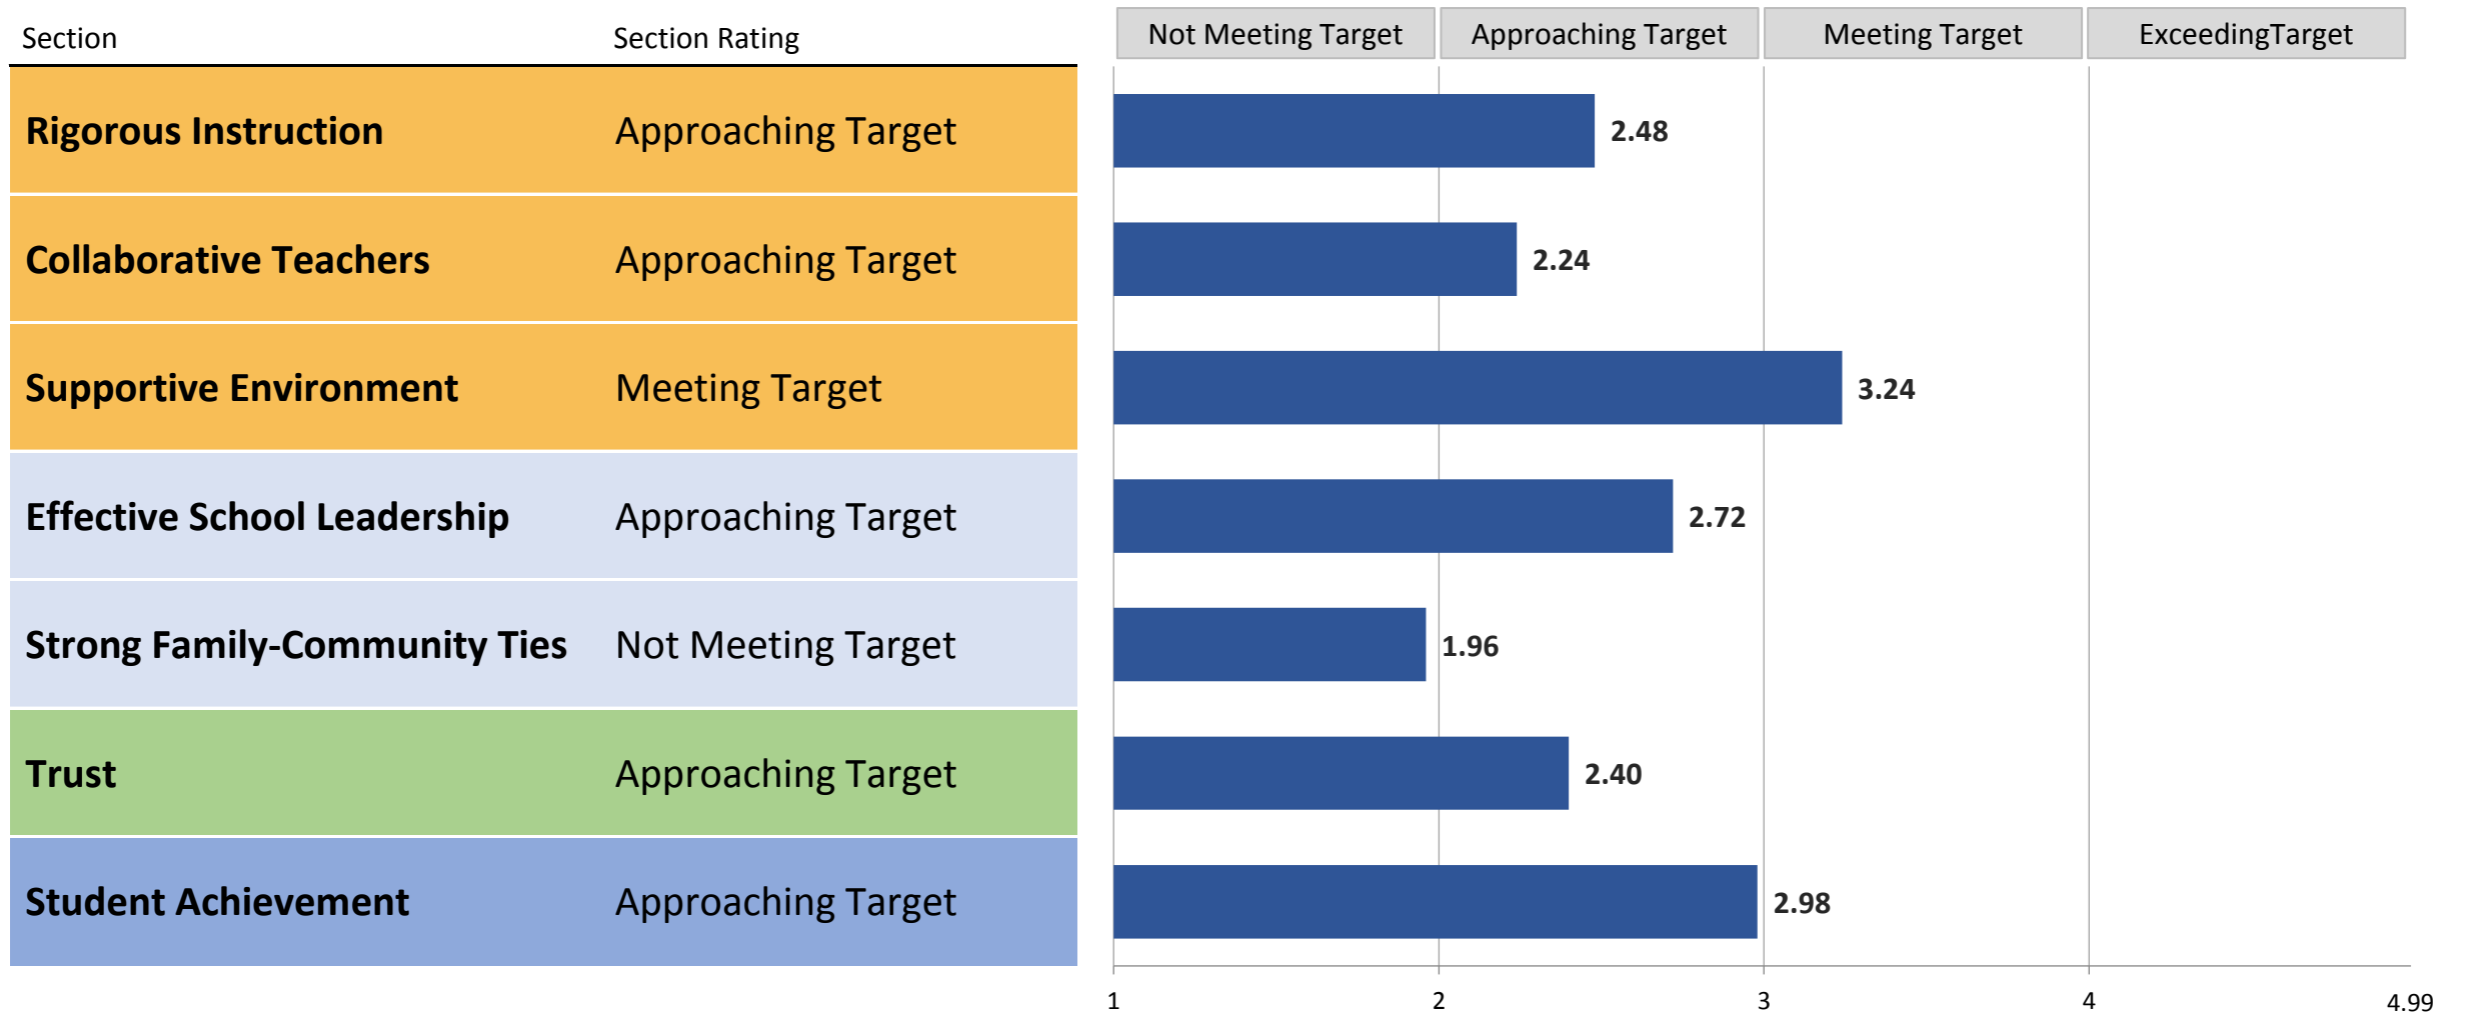 Section Section Rating Not Meeting Target Approaching Target Meeting Target ExceedingTarget
Rigorous Instruction Approaching Target 2.48
Collaborative Teachers Approaching Target 2.24
Supportive Environment Meeting Target 3.24
Effective School Leadership Approaching Target 2.72
Strong Family-Community Ties Not Meeting Target 1.96
Trust Approaching Target 2.40
Student Achievement Approaching Target 2.98
1 2 3 4 4.99